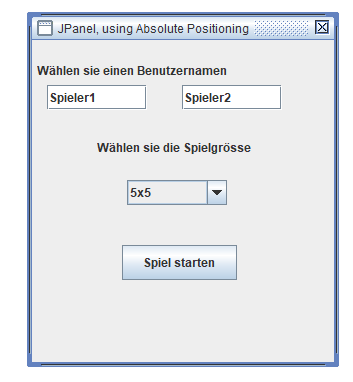 JPanel, using Absolute Positioning
Wählen sie einen Benutzernamen
Spieler1 Spieler2
Wählen sie die Spielgrösse
5x5
Spiel starten